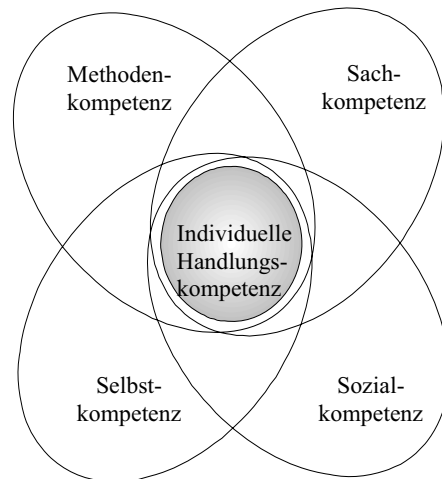 Methoden-
kompetenz
Sach-
kompetenz
Individuelle
Handlungs-
kompetenz
Selbst-
kompetenz
Sozial-
kompetenz